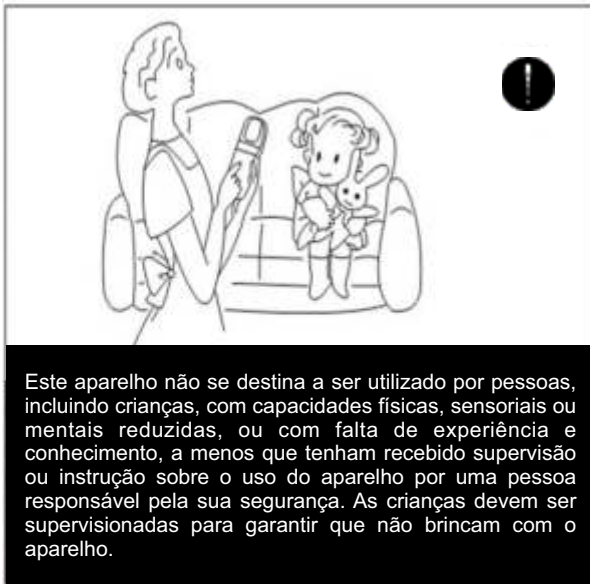 Este aparelho não se destina a ser utilizado por pessoas,
incluindo crianças, com capacidades físicas, sensoriais ou
mentais reduzidas, ou com falta de experiência e
conhecimento, a menos que tenham recebido supervisão
ou instrução sobre o uso do aparelho por uma pessoa
responsável pela sua segurança. As crianças devem ser
supervisionadas para garantir que não brincam com o
aparelho.